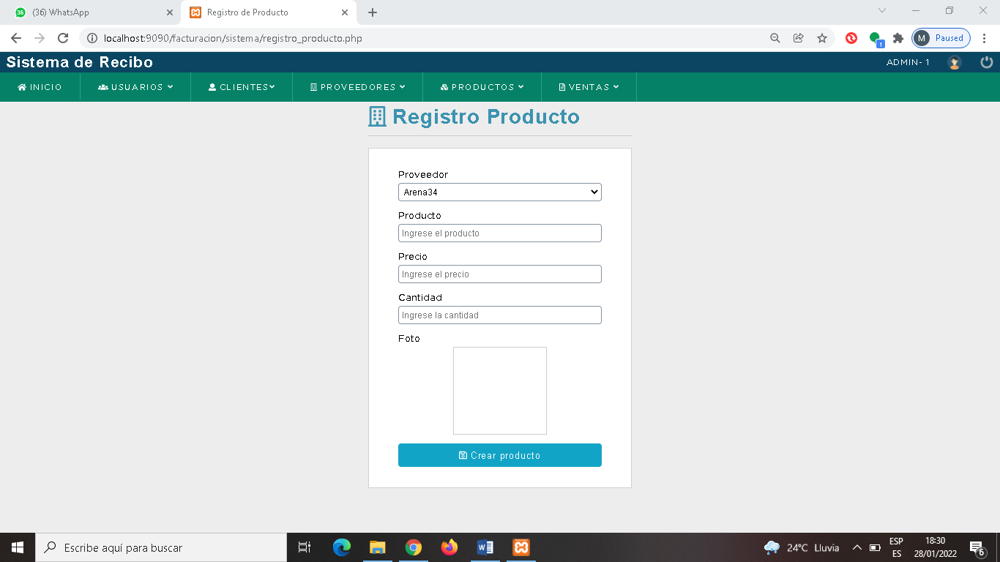 (36) WhatsApp
Registro de Producto
localhost:9090/facturacion/sistema/registro_producto.php
1
M Paused
Sistema de Recibo
ADMIN- 1
INICIO USUARIOS CLIENTES PROVEEDORES PRODUCTOS VENTAS
Registro Producto
Proveedor
Arena34
Producto
Ingrese el producto
Precio
Ingrese el precio
Cantidad
Ingrese la cantidad
Foto
Crear producto
Escribe aquí para buscar
24°C Lluvia
ESP
ES
18:30
28/01/2022
6